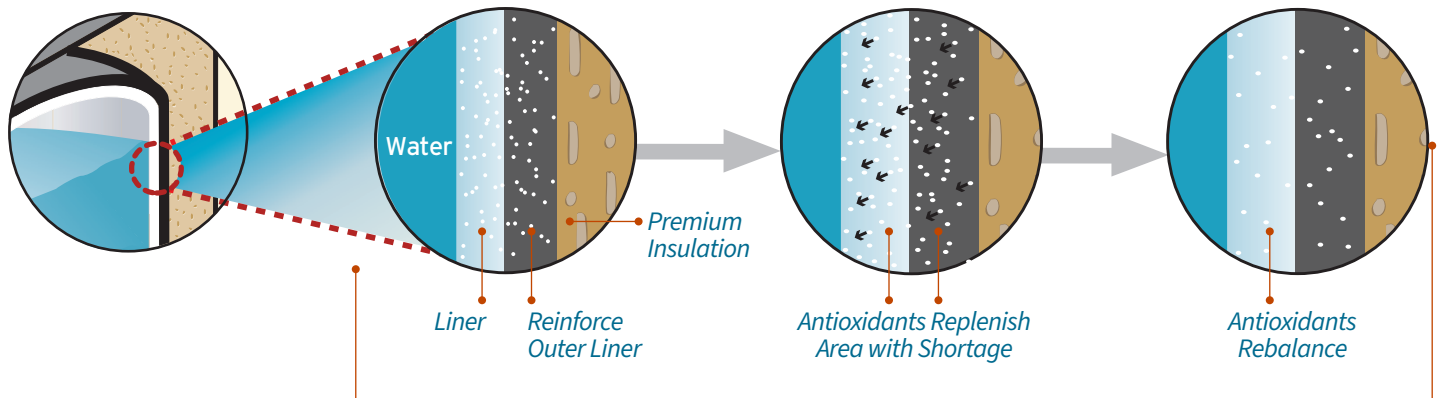 Water
Premium
Insulation
Liner
Reinforce
Outer Liner
Antioxidants Replenish
Area with Shortage
Antioxidants
Rebalance